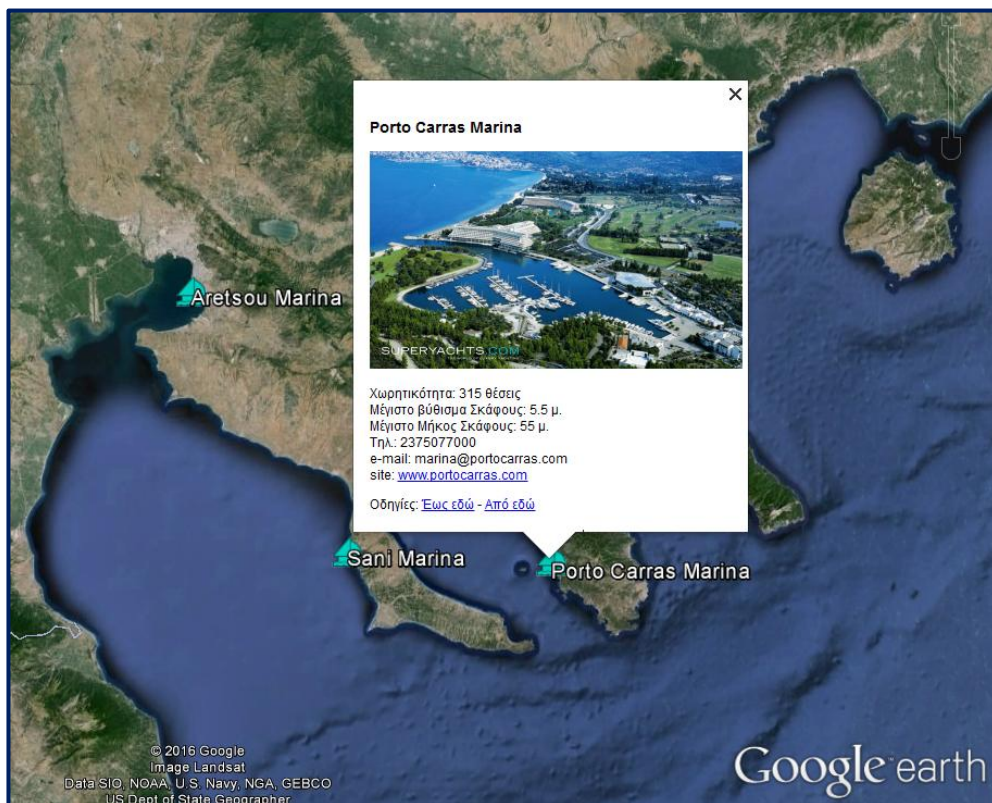 ×
Porto Carras Marina
SUPERYACHTS.COM
Χωρητικότητα: 315 θέσεις
Μέγιστο βύθισμα Σκάφους: 5.5 μ.
Μέγιστο Μήκος Σκάφους: 55 μ.
Τηλ.: 2375077000
e-mail: marina@portocarras.com
site: www.portocarras.com
Οδηγίες: Έως εδώ - Από εδώ
Aretsou Marina
Sani Marina
Porto Carras Marina
© 2016 Google
Image Landsat
Data SIO, NOAA, U.S. Navy, NGA, GEBCO
US Dept of State Geographer
Google earth